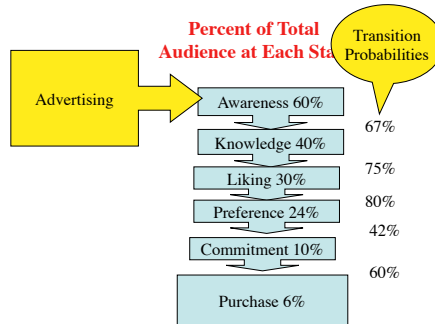 Percent of Total
Audience at Each Sta
Transition
Probabilities
Advertising
Awareness 60%
67%
Knowledge 40%
75%
Liking 30%
80%
Preference 24%
42%
Commitment 10%
60%
Purchase 6%